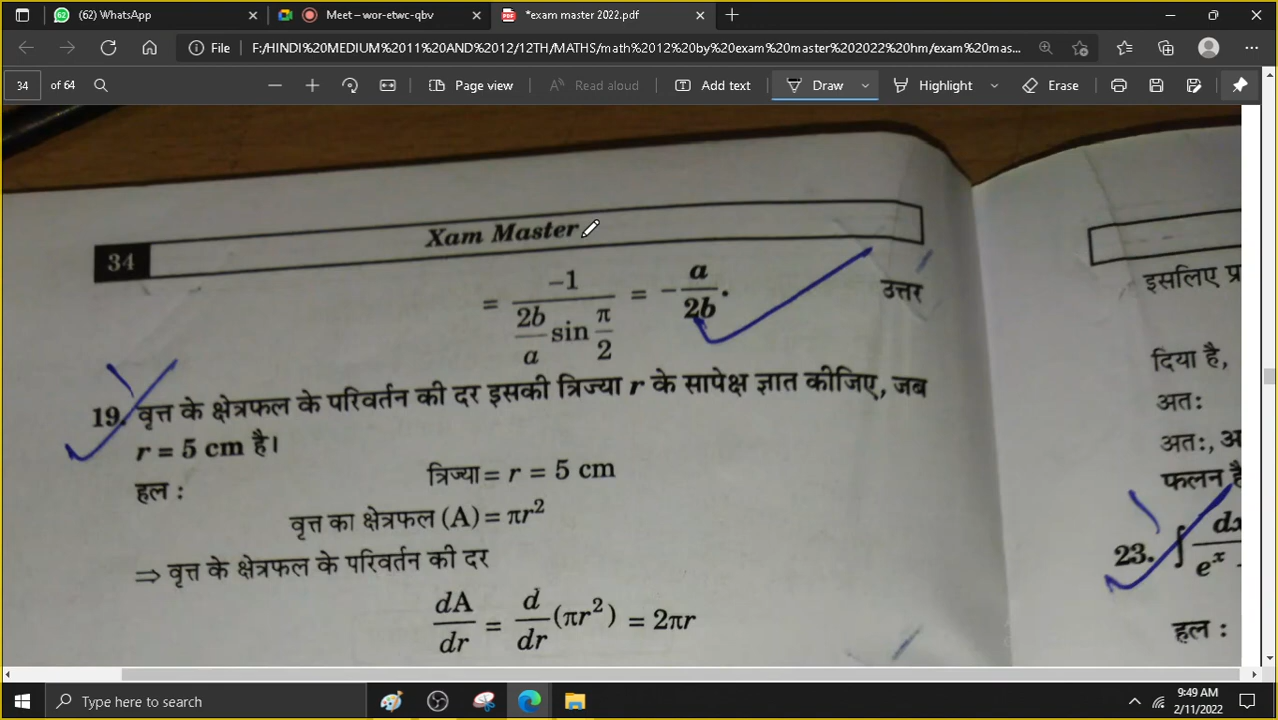 (62) WhatsApp
Meet – wor-etwc-qbv
*exam master 2022.pdf
File
F:/HINDI%20MEDIUM%2011%20AND%2012/12TH/MATHS/math%2012%20by%20exam%20master%202022%20hm/exam%20mas...
34 of 64
Page view
Read aloud
Add text
Draw
Highlight
Erase
34 Xam Master
= -1 / (2b/a sin π/2) = - a/2b. उत्तर
19. वृत्त के क्षेत्रफल के परिवर्तन की दर इसकी त्रिज्या r के सापेक्ष ज्ञात कीजिए, जब
r = 5 cm है।
हल : त्रिज्या = r = 5 cm
वृत्त का क्षेत्रफल (A) = πr²
⇒ वृत्त के क्षेत्रफल के परिवर्तन की दर
dA/dr = d/dr (πr²) = 2πr
इसलिए प्र
दिया है,
अतः
अतः, अ
फलन है
23. ∫ dx / e^x -
हल :
Type here to search
9:49 AM
2/11/2022